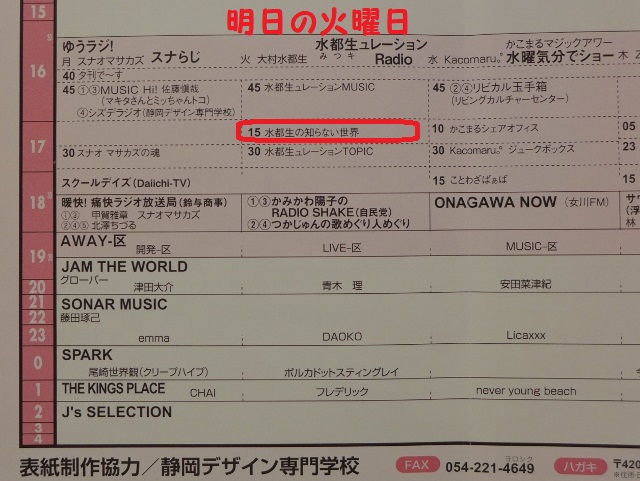 明日の火曜日
15
16
17
18
19
20
21
22
23
0
1
2
3
4
ゆうラジ!
月 スナオマサカズ スナらじ
40 夕刊で〜す
45 ①③MUSIC Hi! 佐藤慎哉
(マキタさんとミッちゃんトコ)
④シズデラジオ(静岡デザイン専門学校)
30 スナオ マサカズの魂
スクールデイズ(Daiichi-TV)
暖快! 痛快ラジオ放送局(鈴与商事)
①③ 甲賀雅章 スナオマサカズ
②④⑤ 北澤ちづる
水都生ュレーション
火 大村水都生 みつき Radio
45 水都生ュレーションMUSIC
15 水都生の知らない世界
30 水都生ュレーションTOPIC
①③かみかわ陽子の
RADIO SHAKE(自民党)
②④つかじゅんの歌めぐり人めぐり
かこまるマジックアワー
水 Kacomaru。 水曜気分でショー
45 ②④リビカル玉手箱
(リビングカルチャーセンター)
10 かこまるシェアオフィス
30 Kacomaru。 ジュークボックス
15 ことわざばぁば
ONAGAWA NOW (女川FM)
木
05
23
15
林
AWAY-区
開発-区 LIVE-区 MUSIC-区
JAM THE WORLD
グローバー 津田大介 青木 理 安田菜津紀
SONAR MUSIC
藤田琢己
emma DAOKO Licaxxx
SPARK
尾崎世界観(クリープハイプ) ポルカドットスティングレイ
THE KINGS PLACE CHAI フレデリック never young beach
J's SELECTION
表紙制作協力/静岡デザイン専門学校 FAX 054-221-4649 ヨロシク ハガキ 〒420